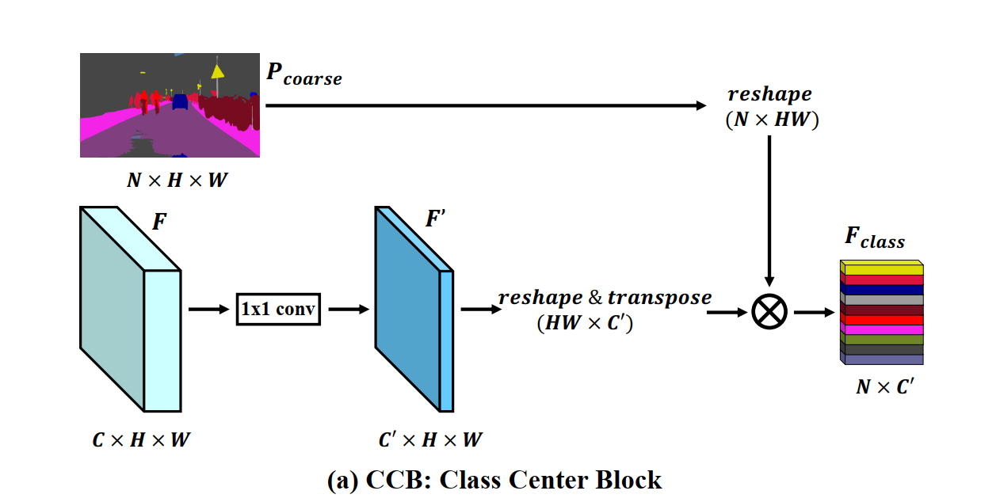 P_coarse
reshape
(N × HW)
N × H × W
F
F'
F_class
1x1 conv
reshape & transpose
(HW × C′)
N × C′
C × H × W
C′ × H × W
(a) CCB: Class Center Block